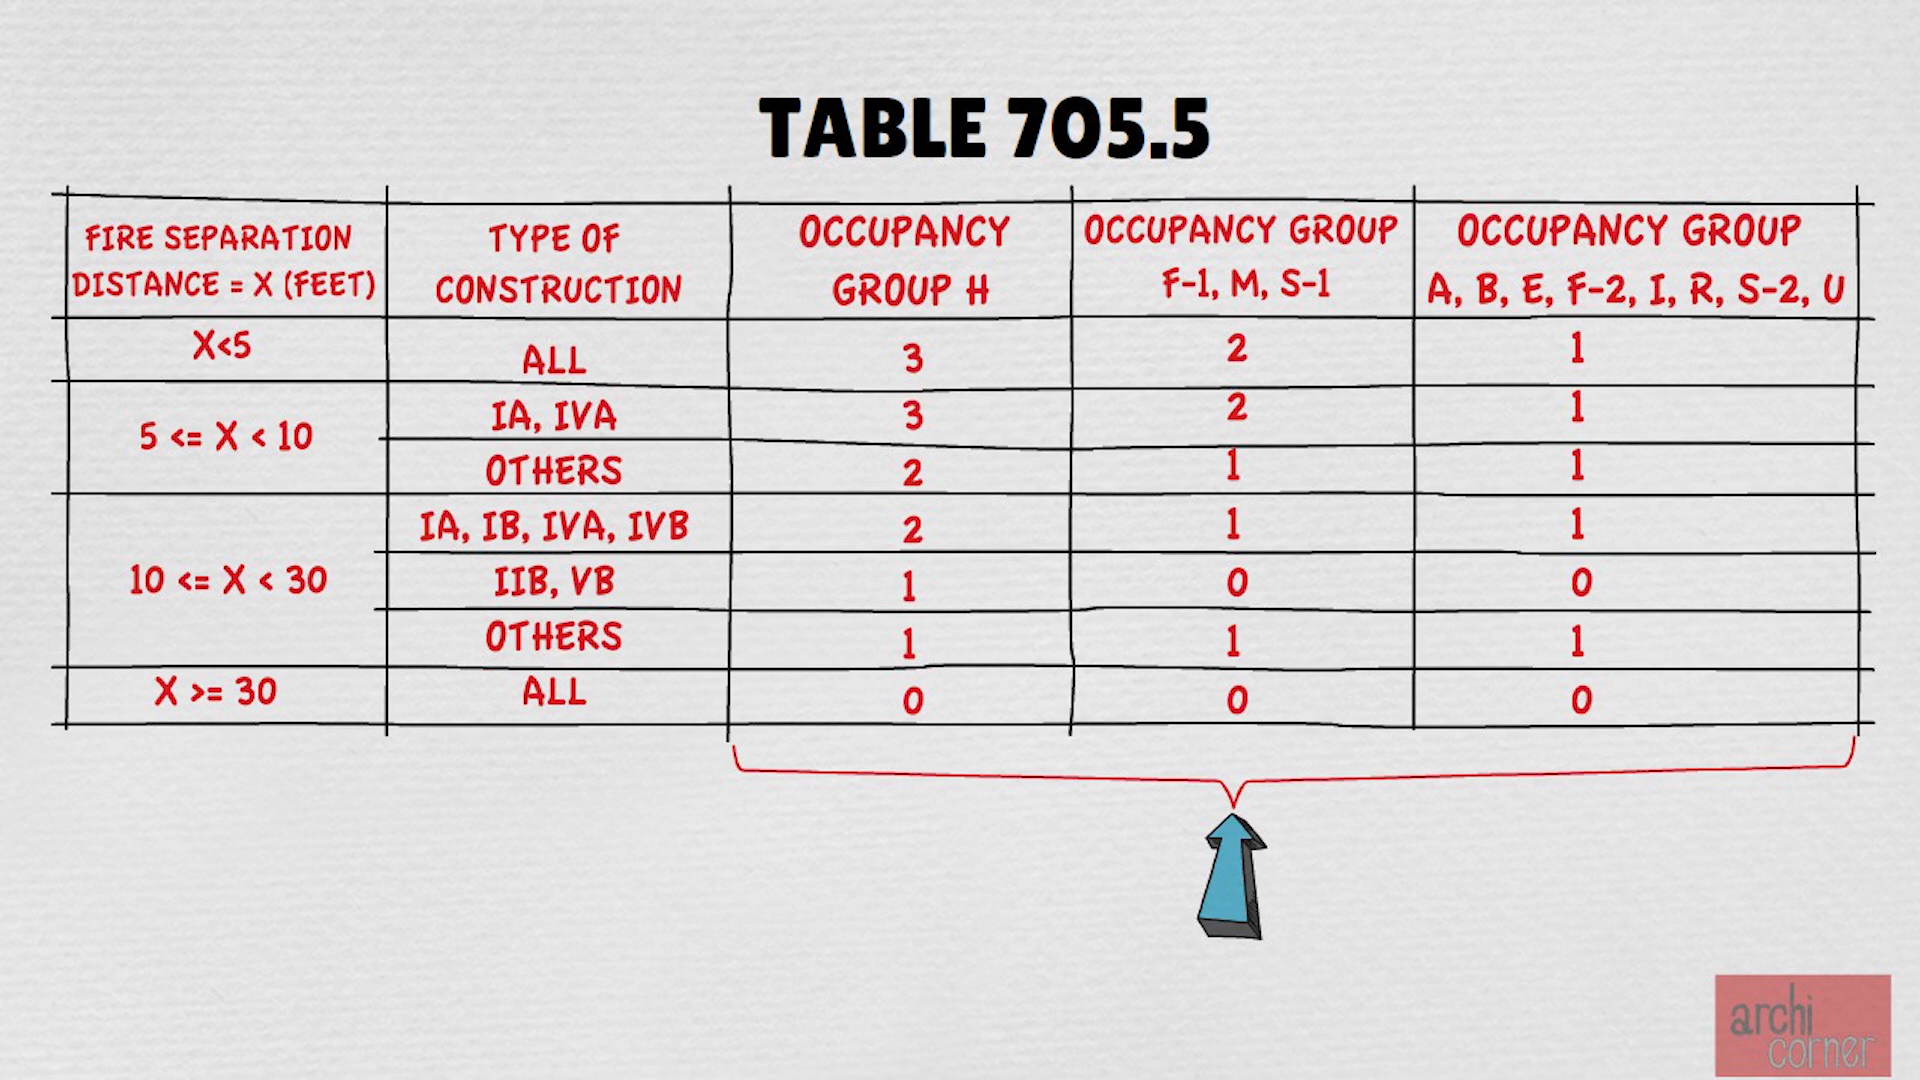 TABLE 705.5
FIRE SEPARATION DISTANCE = X (FEET) TYPE OF CONSTRUCTION OCCUPANCY GROUP H OCCUPANCY GROUP F-1, M, S-1 OCCUPANCY GROUP A, B, E, F-2, I, R, S-2, U
X<5 ALL 3 2 1
5 <= X < 10 IA, IVA 3 2 1
OTHERS 2 1 1
10 <= X < 30 IA, IB, IVA, IVB 2 1 1
IIB, VB 1 0 0
OTHERS 1 1 1
X >= 30 ALL 0 0 0
archi
corner